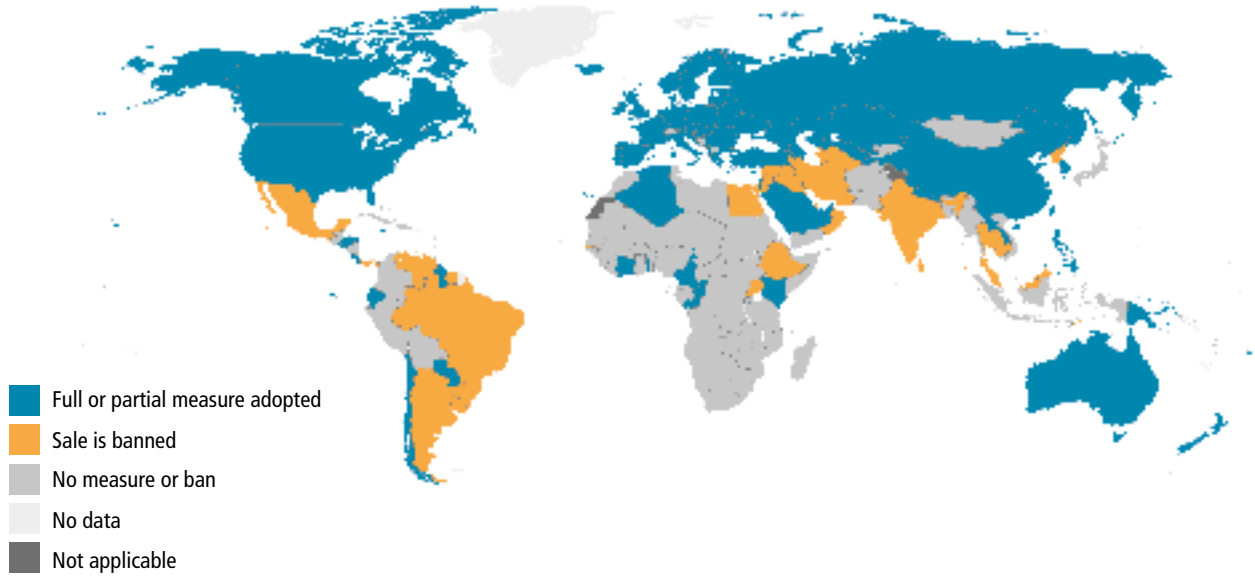 Full or partial measure adopted
Sale is banned
No measure or ban
No data
Not applicable